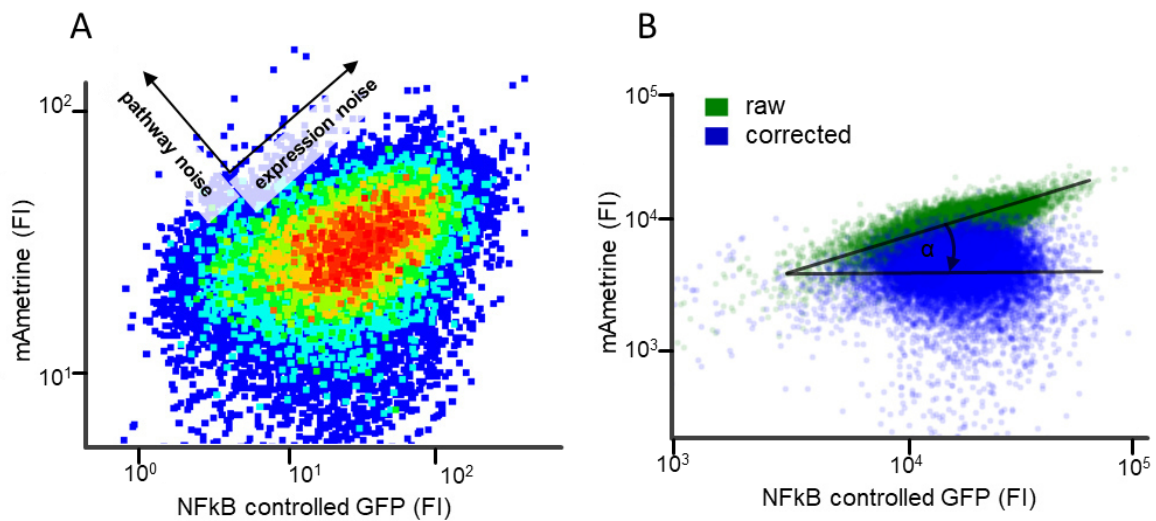 A
10²
10¹
mAmetrine (FI)
pathway noise
expression noise
10⁰
10¹
10²
NFkB controlled GFP (FI)
B
10⁵
10⁴
10³
mAmetrine (FI)
raw
corrected
α
10³
10⁴
10⁵
NFkB controlled GFP (FI)